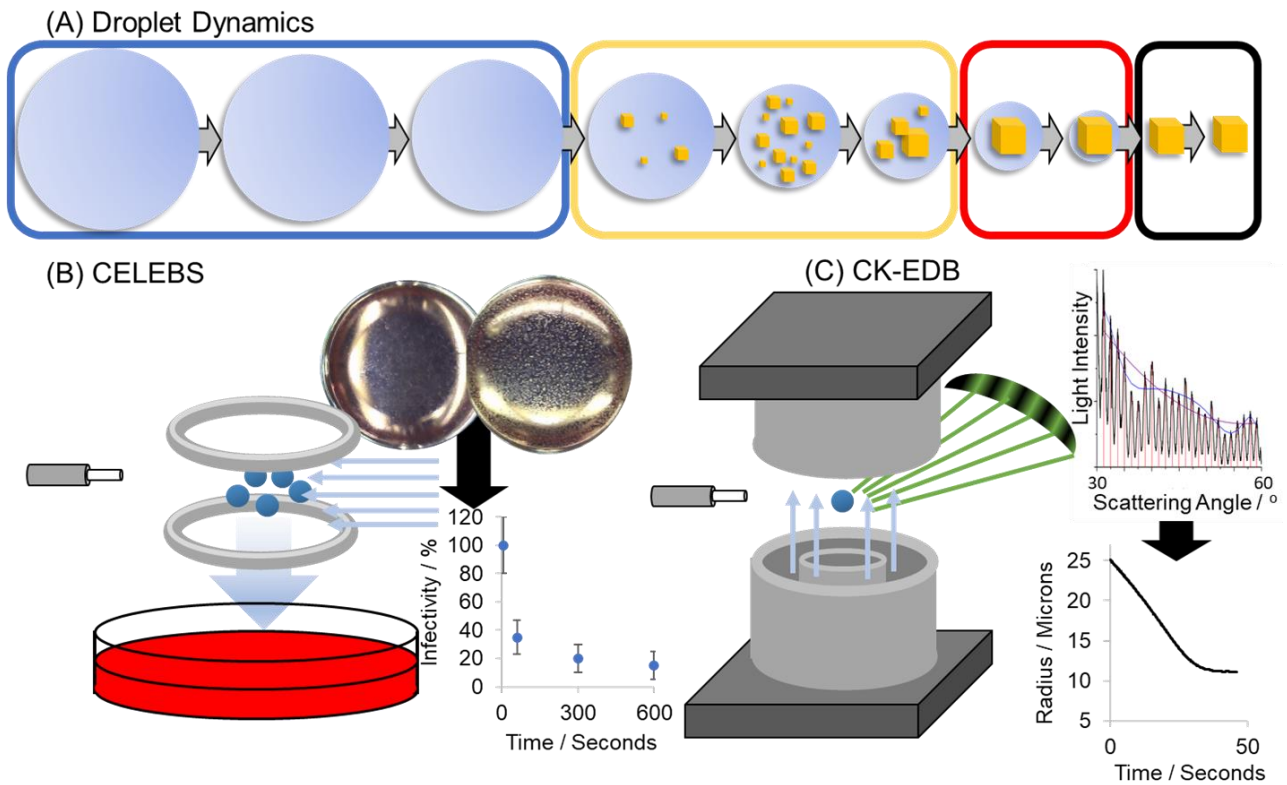 (A) Droplet Dynamics
(B) CELEBS
(C) CK-EDB
Light Intensity
30
60
Scattering Angle / º
Infectivity / %
120
100
80
60
40
20
0
0
300
600
Time / Seconds
Radius / Microns
25
20
15
10
5
0
50
Time / Seconds